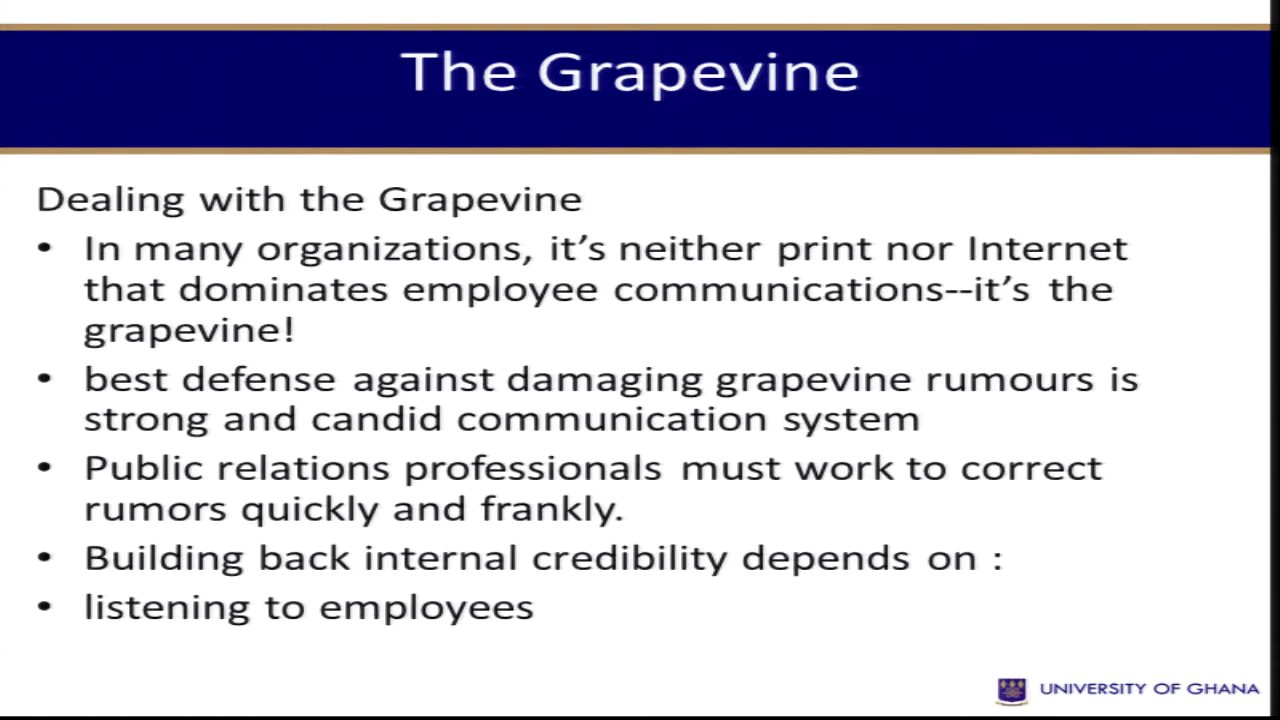 The Grapevine
Dealing with the Grapevine
• In many organizations, it’s neither print nor Internet
that dominates employee communications--it’s the
grapevine!
• best defense against damaging grapevine rumours is
strong and candid communication system
• Public relations professionals must work to correct
rumors quickly and frankly.
• Building back internal credibility depends on :
• listening to employees
UNIVERSITY OF GHANA